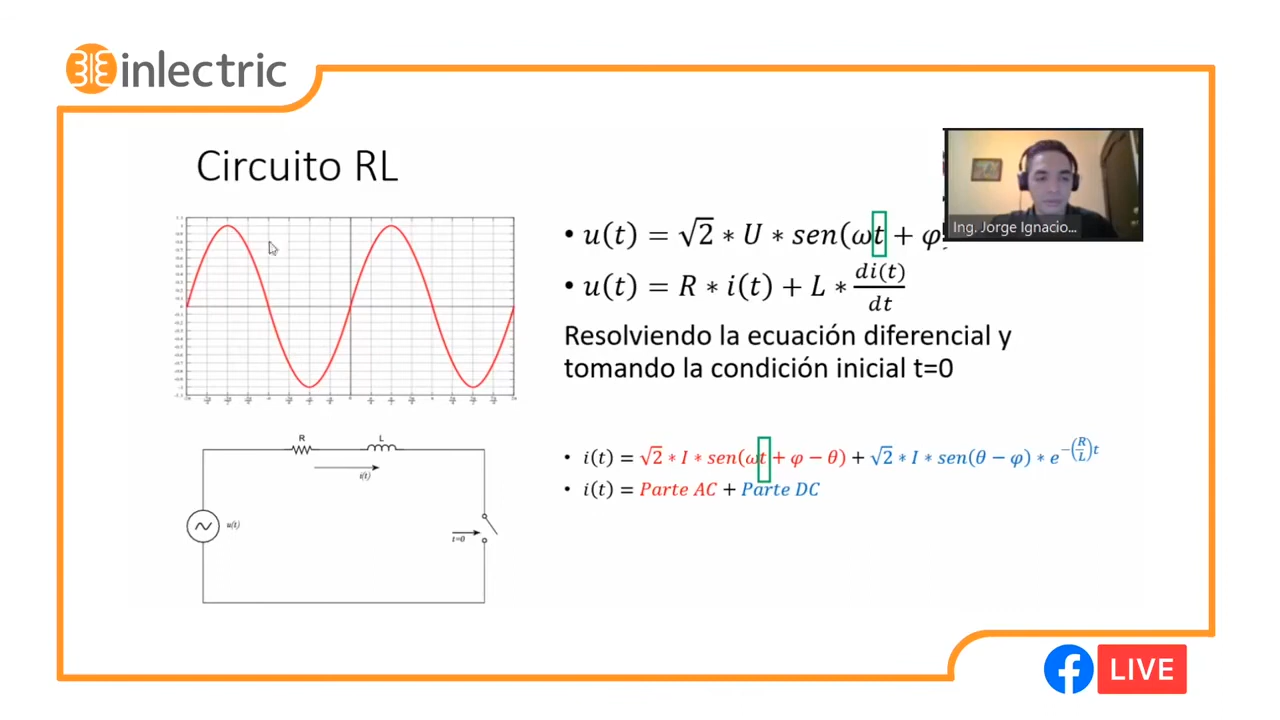 inlectric
Circuito RL
Ing. Jorge Ignacio...
• u(t) = √2 ∗ U ∗ sen(ωt + φ
• u(t) = R ∗ i(t) + L ∗ di(t)/dt
Resolviendo la ecuación diferencial y
tomando la condición inicial t=0
• i(t) = √2 ∗ I ∗ sen(ωt + φ − θ) + √2 ∗ I ∗ sen(θ − φ) ∗ e^−(R/L)t
• i(t) = Parte AC + Parte DC
R
L
i(t)
u(t)
t=0
LIVE